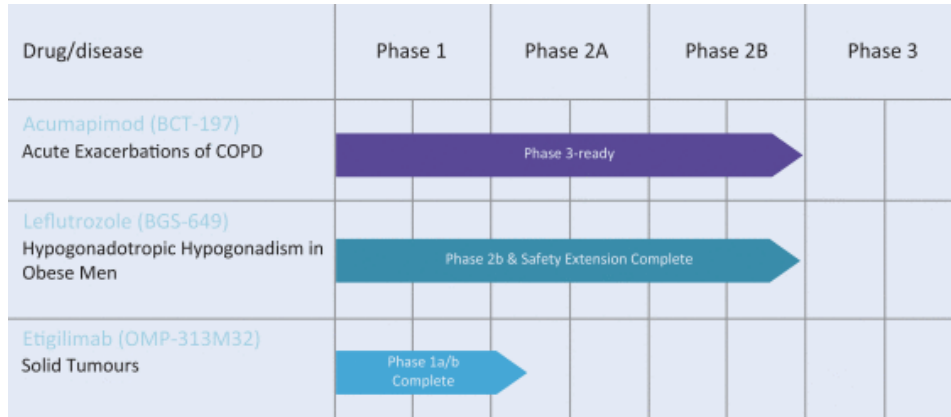 Drug/disease Phase 1 Phase 2A Phase 2B Phase 3
Acumapimod (BCT-197)
Acute Exacerbations of COPD
Phase 3-ready
Leflutrozole (BGS-649)
Hypogonadotropic Hypogonadism in
Obese Men
Phase 2b & Safety Extension Complete
Etigilimab (OMP-313M32)
Solid Tumours
Phase 1a/b
Complete